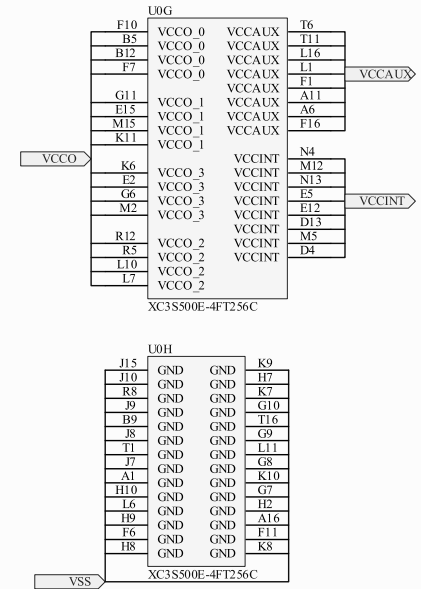 U0G
F10 VCCO_0 VCCAUX T6
B5 VCCO_0 VCCAUX T11
B12 VCCO_0 VCCAUX L16
F7 VCCO_0 VCCAUX L1
VCCAUX F1
G11 VCCO_1 VCCAUX A11
E15 VCCO_1 VCCAUX A6
M15 VCCO_1 VCCAUX F16
K11 VCCO_1
VCCAUX
VCCO
VCCINT N4
K6 VCCO_3 VCCINT M12
E2 VCCO_3 VCCINT N13
G6 VCCO_3 VCCINT E5
M2 VCCO_3 VCCINT E12
VCCINT D13
R12 VCCO_2 VCCINT M5
R5 VCCO_2 VCCINT D4
L10 VCCO_2
L7 VCCO_2
VCCINT
XC3S500E-4FT256C
U0H
J15 GND GND K9
J10 GND GND H7
R8 GND GND K7
J9 GND GND G10
B9 GND GND T16
J8 GND GND G9
T1 GND GND L11
J7 GND GND G8
A1 GND GND K10
H10 GND GND G7
L6 GND GND H2
H9 GND GND A16
F6 GND GND F11
H8 GND GND K8
VSS
XC3S500E-4FT256C